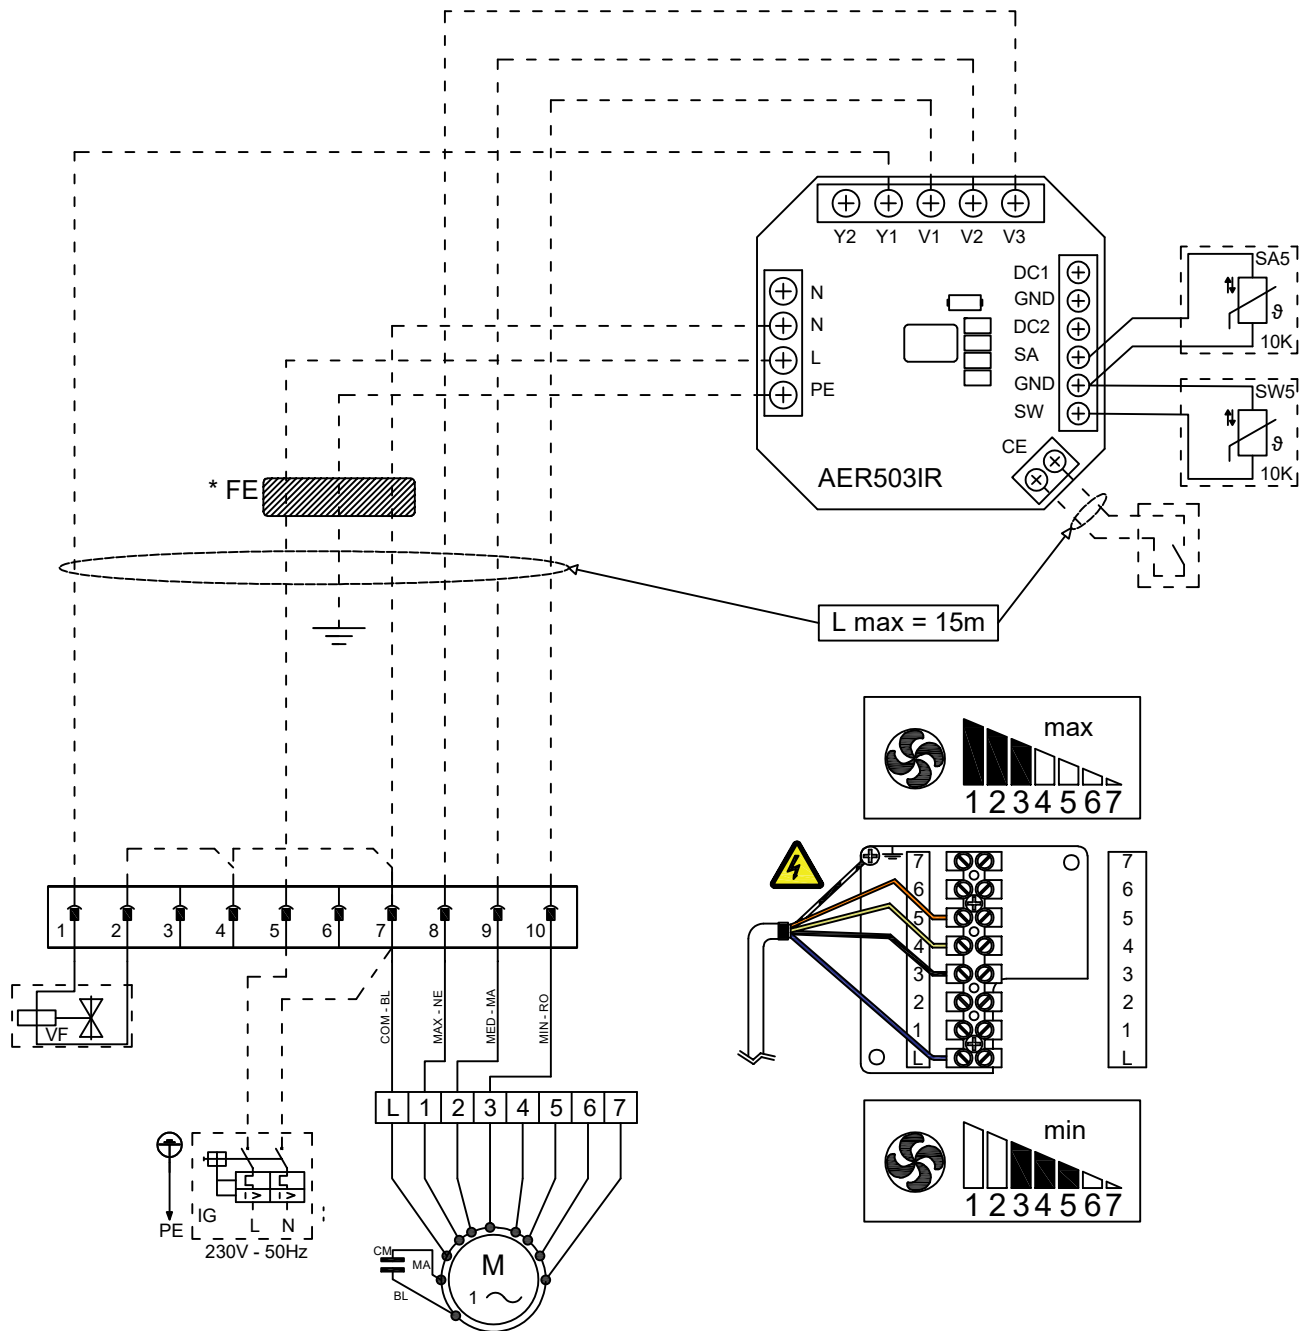 Y2 Y1 V1 V2 V3
N
N
L
PE
DC1
GND
DC2
SA
GND
SW
CE
AER503IR
SA5
ϑ
10K
SW5
ϑ
10K
* FE
L max = 15m
max
1 2 3 4 5 6 7
1 2 3 4 5 6 7 8 9 10
VF
COM - BL
MAX - NE
MED - MA
MIN - RO
L 1 2 3 4 5 6 7
PE
IG
L N
230V - 50Hz
CM
MA
BL
M
1
7
6
5
4
3
2
1
L
7
6
5
4
3
2
1
L
min
1 2 3 4 5 6 7